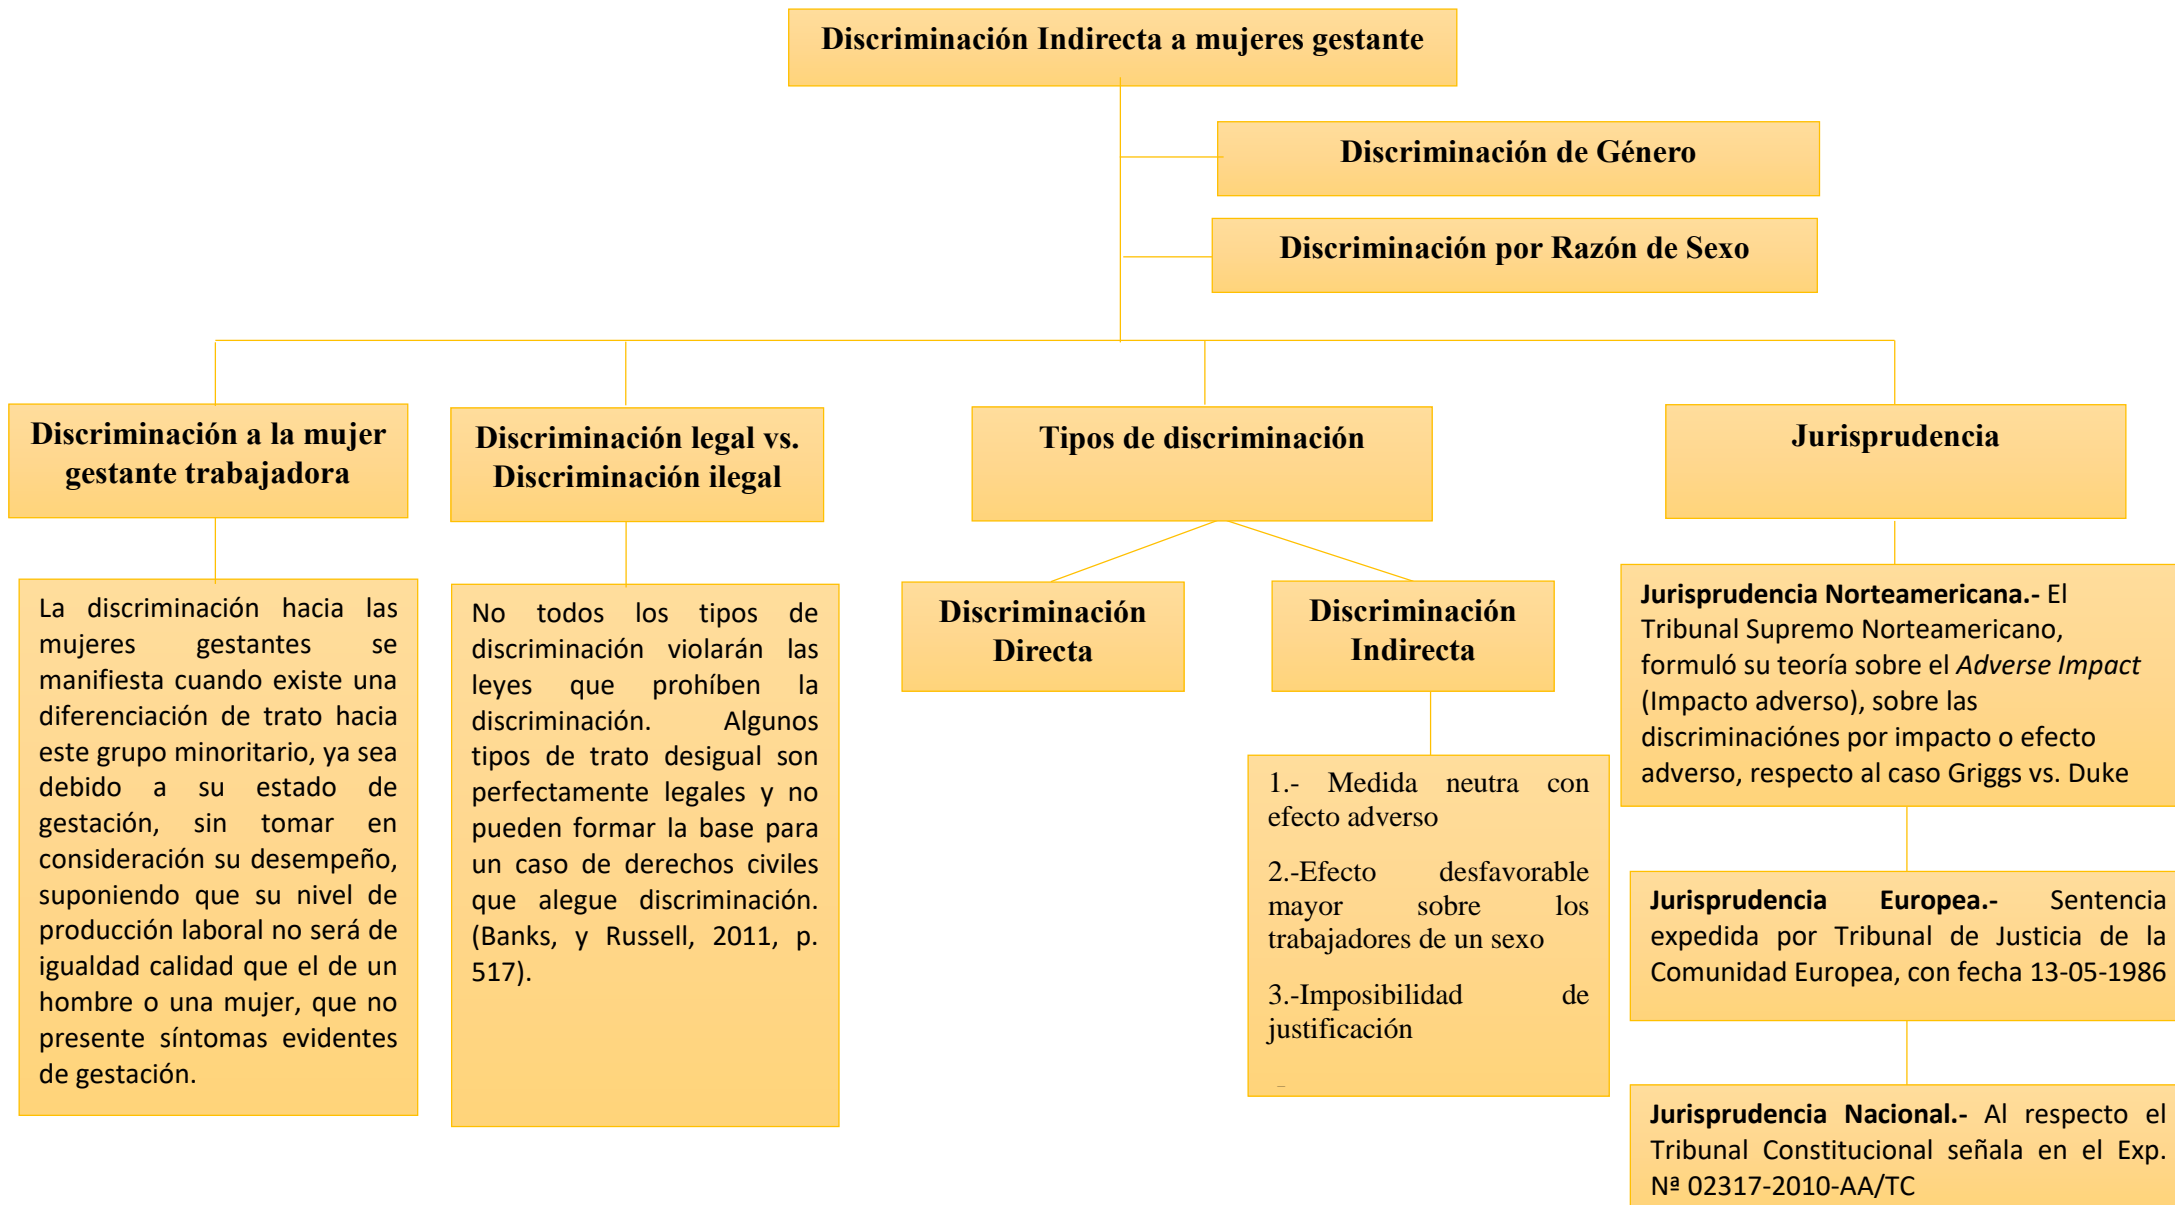 Discriminación Indirecta a mujeres gestante
Discriminación de Género
Discriminación por Razón de Sexo
Discriminación a la mujer
gestante trabajadora
La discriminación hacia las
mujeres gestantes se
manifiesta cuando existe una
diferenciación de trato hacia
este grupo minoritario, ya sea
debido a su estado de
gestación, sin tomar en
consideración su desempeño,
suponiendo que su nivel de
producción laboral no será de
igualdad calidad que el de un
hombre o una mujer, que no
presente síntomas evidentes
de gestación.
Discriminación legal vs.
Discriminación ilegal
No todos los tipos de
discriminación violarán las
leyes que prohíben la
discriminación. Algunos
tipos de trato desigual son
perfectamente legales y no
pueden formar la base para
un caso de derechos civiles
que alegue discriminación.
(Banks, y Russell, 2011, p.
517).
Tipos de discriminación
Discriminación
Directa
Discriminación
Indirecta
1.- Medida neutra con
efecto adverso
2.-Efecto desfavorable
mayor sobre los
trabajadores de un sexo
3.-Imposibilidad de
justificación
Jurisprudencia
Jurisprudencia Norteamericana.- El
Tribunal Supremo Norteamericano,
formuló su teoría sobre el Adverse Impact
(Impacto adverso), sobre las
discriminaciónes por impacto o efecto
adverso, respecto al caso Griggs vs. Duke
Jurisprudencia Europea.- Sentencia
expedida por Tribunal de Justicia de la
Comunidad Europea, con fecha 13-05-1986
Jurisprudencia Nacional.- Al respecto el
Tribunal Constitucional señala en el Exp.
Nª 02317-2010-AA/TC